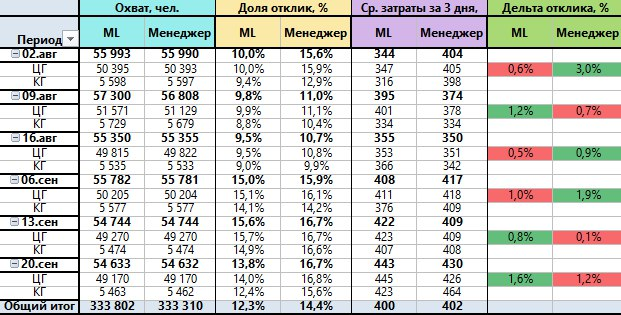 Охват, чел. Доля отклик, % Ср. затраты за 3 дня, Дельта отклика, %
Период ML Менеджер ML Менеджер ML Менеджер ML Менеджер
02.авг 55 993 55 990 10,0% 15,6% 344 404
ЦГ 50 395 50 393 10,0% 15,9% 347 405 0,6% 3,0%
КГ 5 598 5 597 9,4% 12,9% 316 398
09.авг 57 300 56 808 9,8% 11,0% 395 374
ЦГ 51 571 51 129 9,9% 11,1% 401 378 1,2% 0,7%
КГ 5 729 5 679 8,8% 10,4% 334 334
16.авг 55 350 55 355 9,5% 10,7% 355 350
ЦГ 49 815 49 822 9,5% 10,8% 353 351 0,5% 0,9%
КГ 5 535 5 533 9,0% 9,9% 366 342
06.сен 55 782 55 781 15,0% 15,9% 408 417
ЦГ 50 205 50 204 15,1% 16,1% 411 418 1,0% 1,9%
КГ 5 577 5 577 14,1% 14,2% 376 409
13.сен 54 744 54 744 15,6% 16,7% 422 409
ЦГ 49 270 49 270 15,7% 16,7% 423 409 0,8% 0,1%
КГ 5 474 5 474 14,9% 16,6% 407 408
20.сен 54 633 54 632 13,8% 16,7% 443 430
ЦГ 49 170 49 170 14,0% 16,8% 445 426 1,6% 1,2%
КГ 5 463 5 462 12,4% 15,6% 423 464
Общий итог 333 802 333 310 12,3% 14,4% 400 402